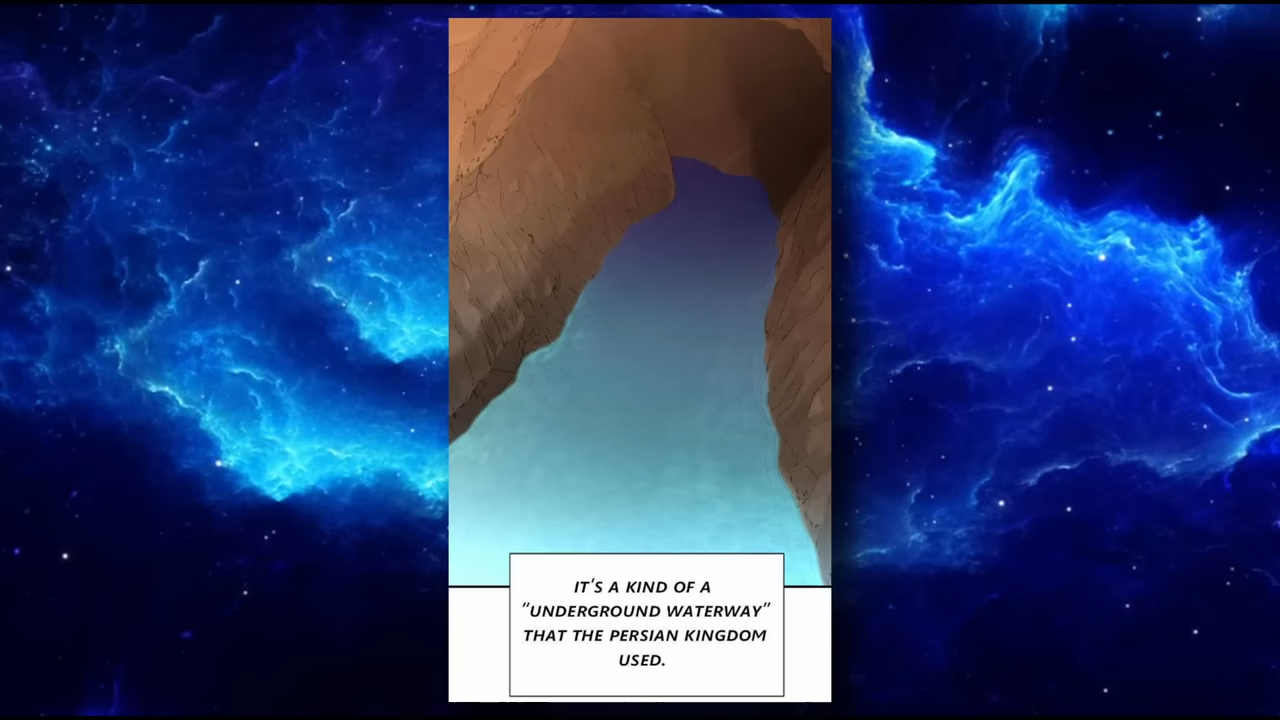 IT'S A KIND OF A
"UNDERGROUND WATERWAY"
THAT THE PERSIAN KINGDOM
USED.